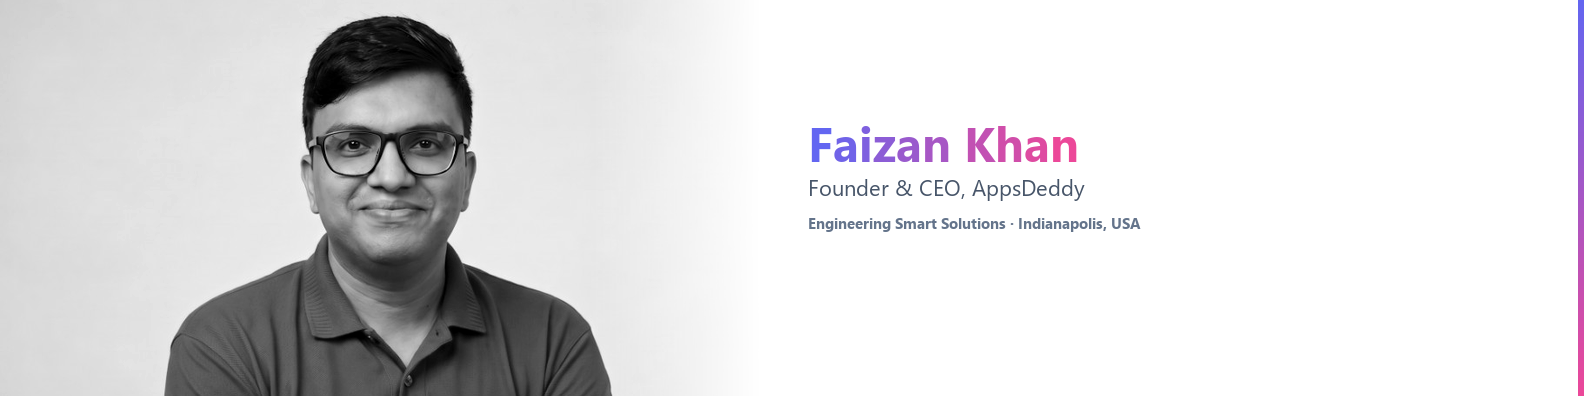 Faizan Khan
Founder & CEO, AppsDeddy
Engineering Smart Solutions · Indianapolis, USA